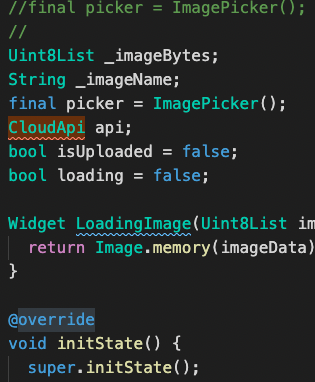 //final picker = ImagePicker();
//
Uint8List _imageBytes;
String _imageName;
final picker = ImagePicker();
CloudApi api;
bool isUploaded = false;
bool loading = false;
Widget LoadingImage(Uint8List im
return Image.memory(imageData)
}
@override
void initState() {
super.initState();